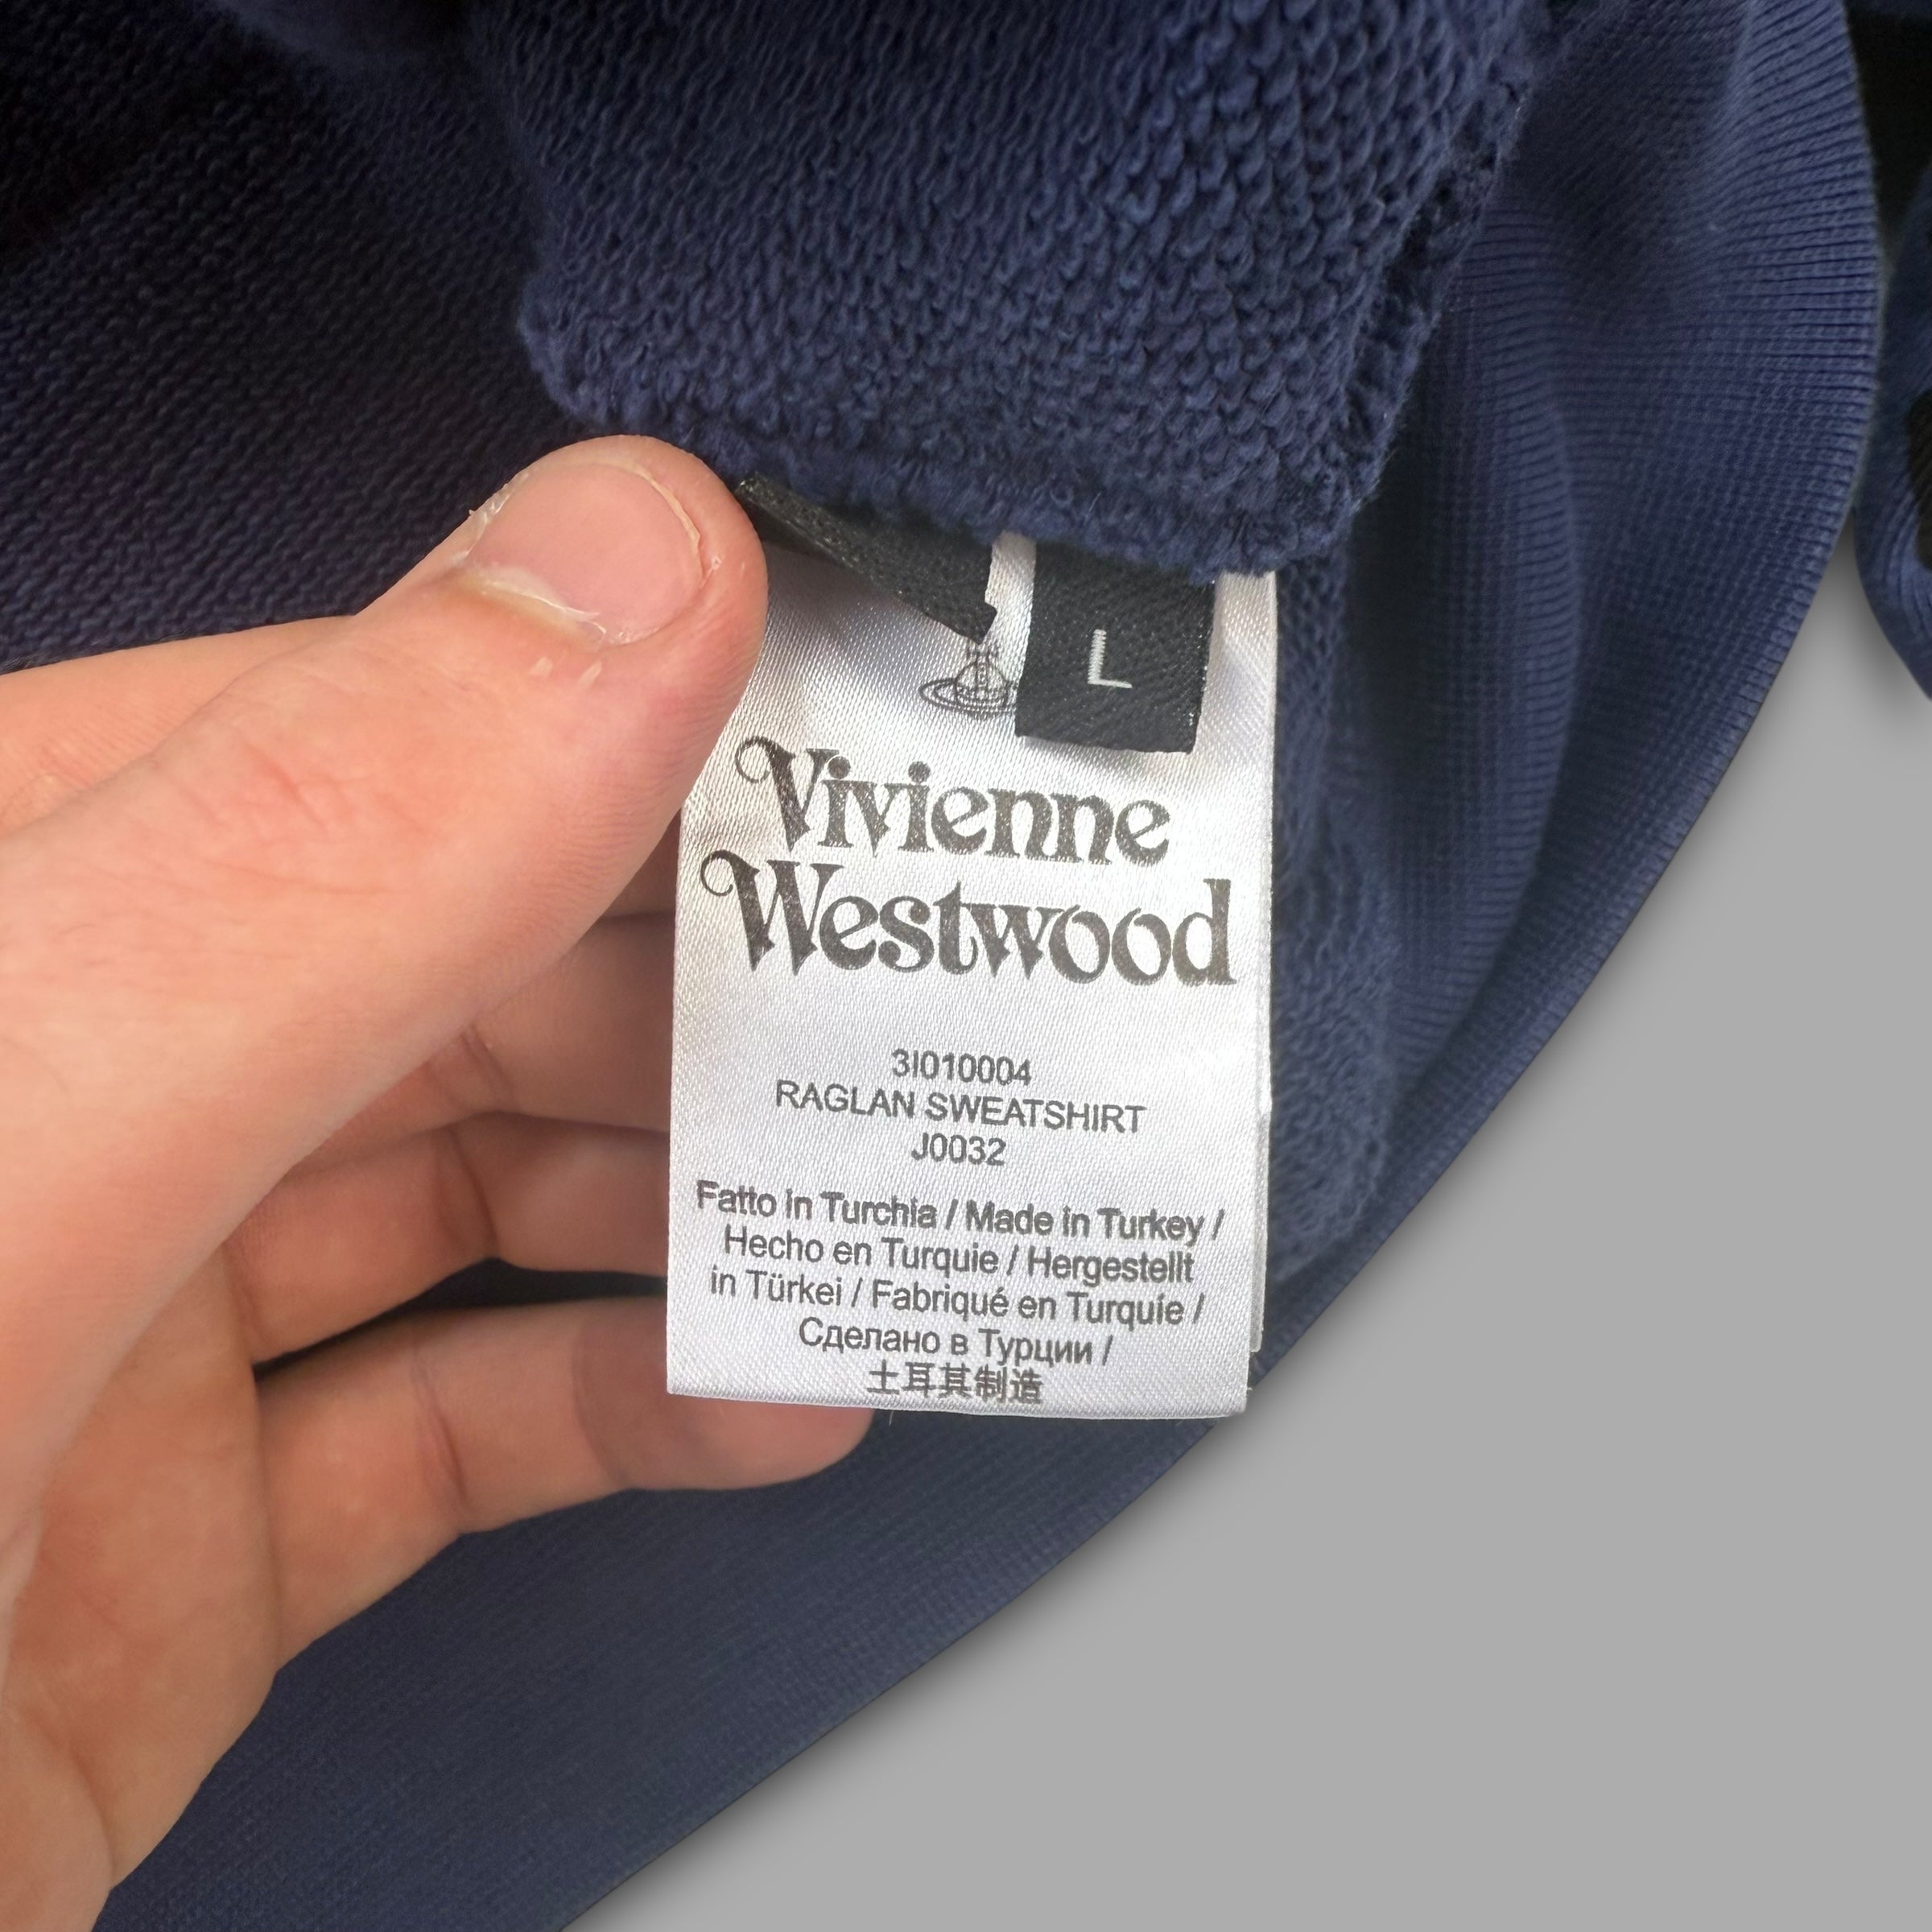 L
Vivienne
Westwood
3I010004
RAGLAN SWEATSHIRT
J0032
Fatto in Turchia / Made in Turkey /
Hecho en Turquie / Hergestellt
in Türkei / Fabriqué en Turquie /
Сделано в Турции /
土耳其制造